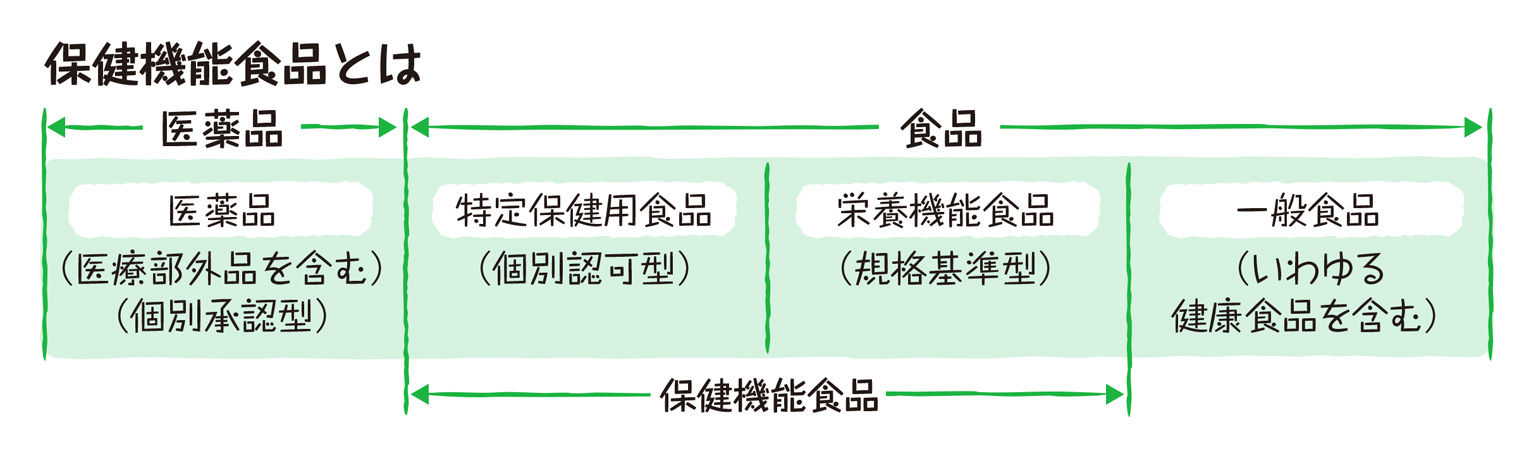 保健機能食品とは
医薬品
食品
医薬品
(医療部外品を含む)
(個別承認型)
特定保健用食品
(個別認可型)
栄養機能食品
(規格基準型)
一般食品
(いわゆる
健康食品を含む)
保健機能食品